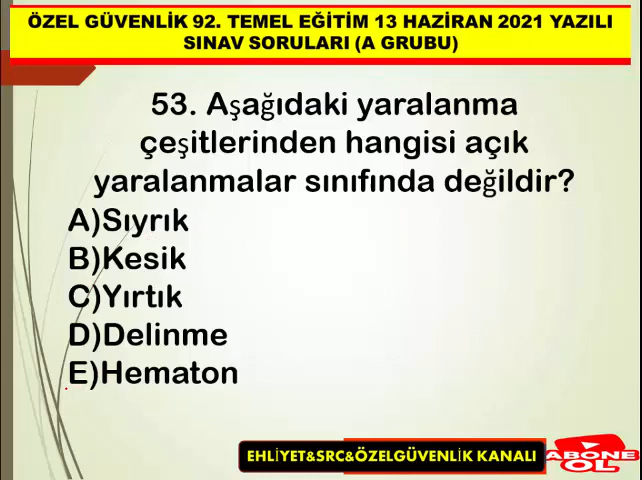 ÖZEL GÜVENLİK 92. TEMEL EĞİTİM 13 HAZİRAN 2021 YAZILI
SINAV SORULARI (A GRUBU)
53. Aşağıdaki yaralanma
çeşitlerinden hangisi açık
yaralanmalar sınıfında değildir?
A)Sıyrık
B)Kesik
C)Yırtık
D)Delinme
E)Hematon
EHLİYET&SRC&ÖZELGÜVENLİK KANALI
ABONE
OL